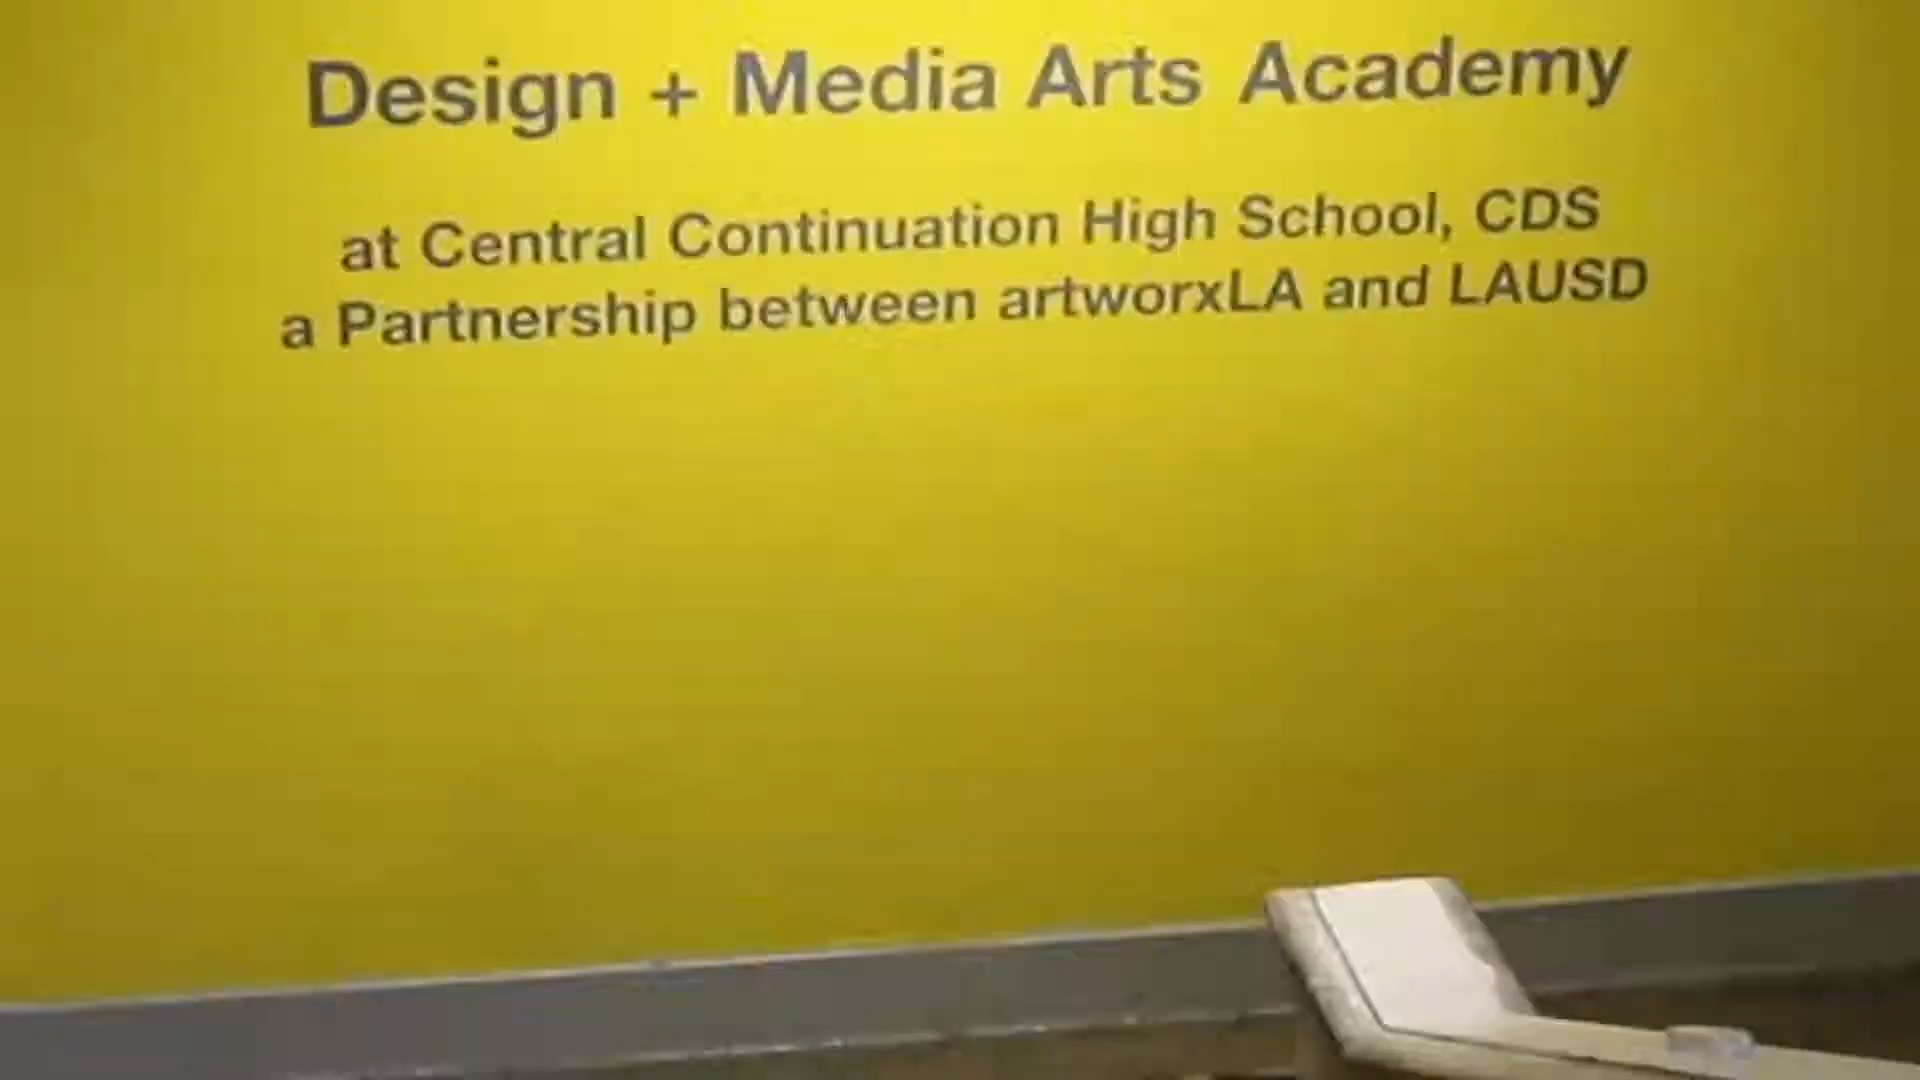 Design + Media Arts Academy
at Central Continuation High School, CDS
a Partnership between artworxLA and LAUSD